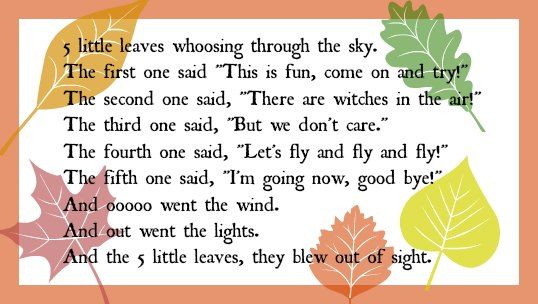 5 little leaves whoosing through the sky.
The first one said "This is fun, come on and try!"
The second one said, "There are witches in the air!"
The third one said, "But we don't care."
The fourth one said, "Let's fly and fly and fly!"
The fifth one said, "I'm going now, good bye!"
And ooooo went the wind.
And out went the lights.
And the 5 little leaves, they blew out of sight.